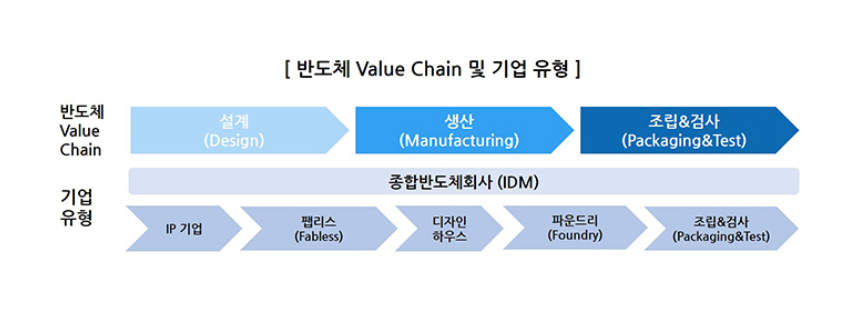 [ 반도체 Value Chain 및 기업 유형 ]
반도체
Value
Chain
설계
(Design)
생산
(Manufacturing)
조립&검사
(Packaging&Test)
기업
유형
종합반도체회사 (IDM)
IP 기업
팹리스
(Fabless)
디자인
하우스
파운드리
(Foundry)
조립&검사
(Packaging&Test)